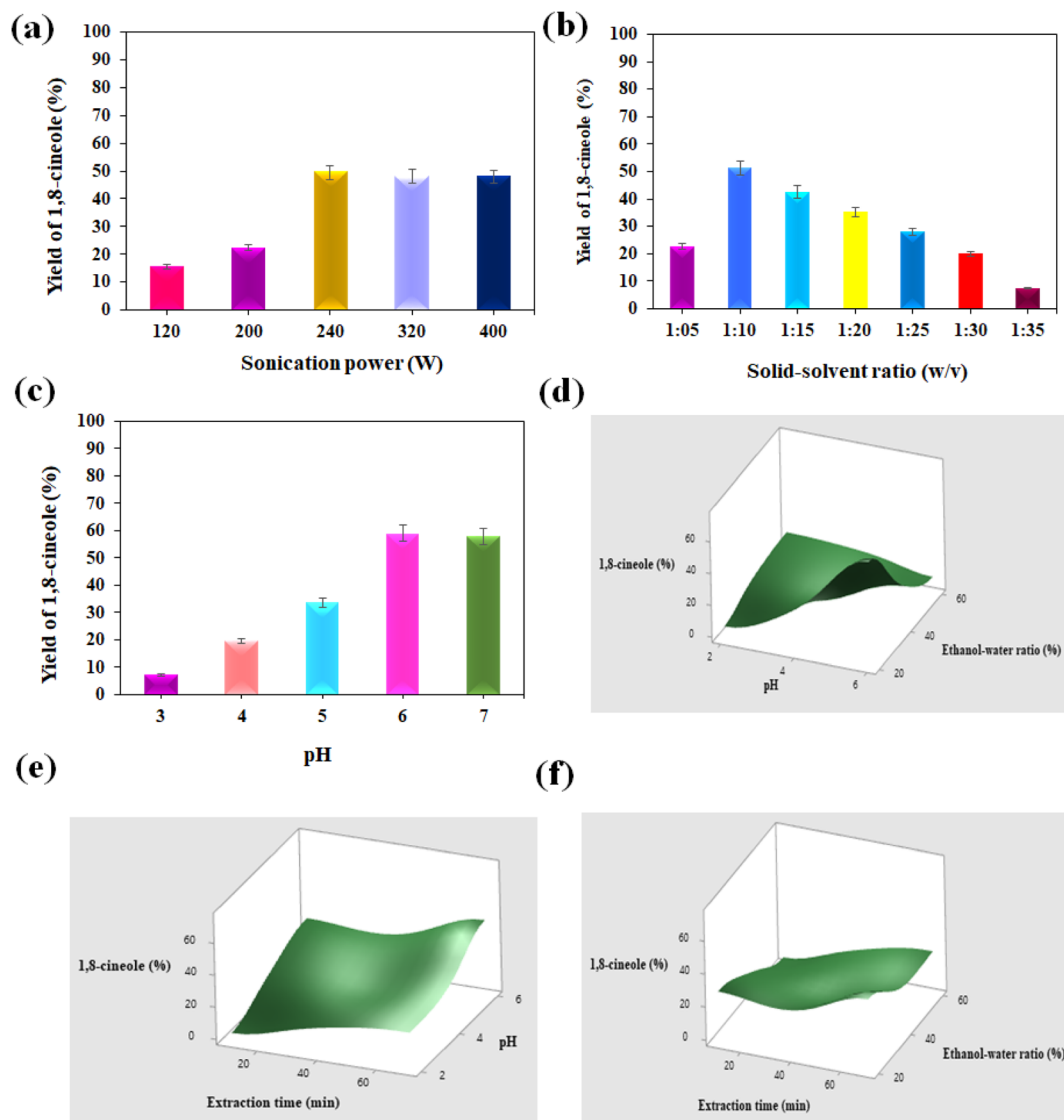 (a)
Yield of 1,8-cineole (%)
100
90
80
70
60
50
40
30
20
10
0
120 200 240 320 400
Sonication power (W)
(b)
Yield of 1,8-cineole (%)
100
90
80
70
60
50
40
30
20
10
0
1:05 1:10 1:15 1:20 1:25 1:30 1:35
Solid-solvent ratio (w/v)
(c)
Yield of 1,8-cineole (%)
100
90
80
70
60
50
40
30
20
10
0
3 4 5 6 7
pH
(d)
1,8-cineole (%)
60
40
20
0
2
4
6
pH
20
40
60
Ethanol-water ratio (%)
(e)
1,8-cineole (%)
60
40
20
0
20
40
60
Extraction time (min)
2
4
6
pH
(f)
1,8-cineole (%)
60
40
20
0
20
40
60
Extraction time (min)
20
40
60
Ethanol-water ratio (%)